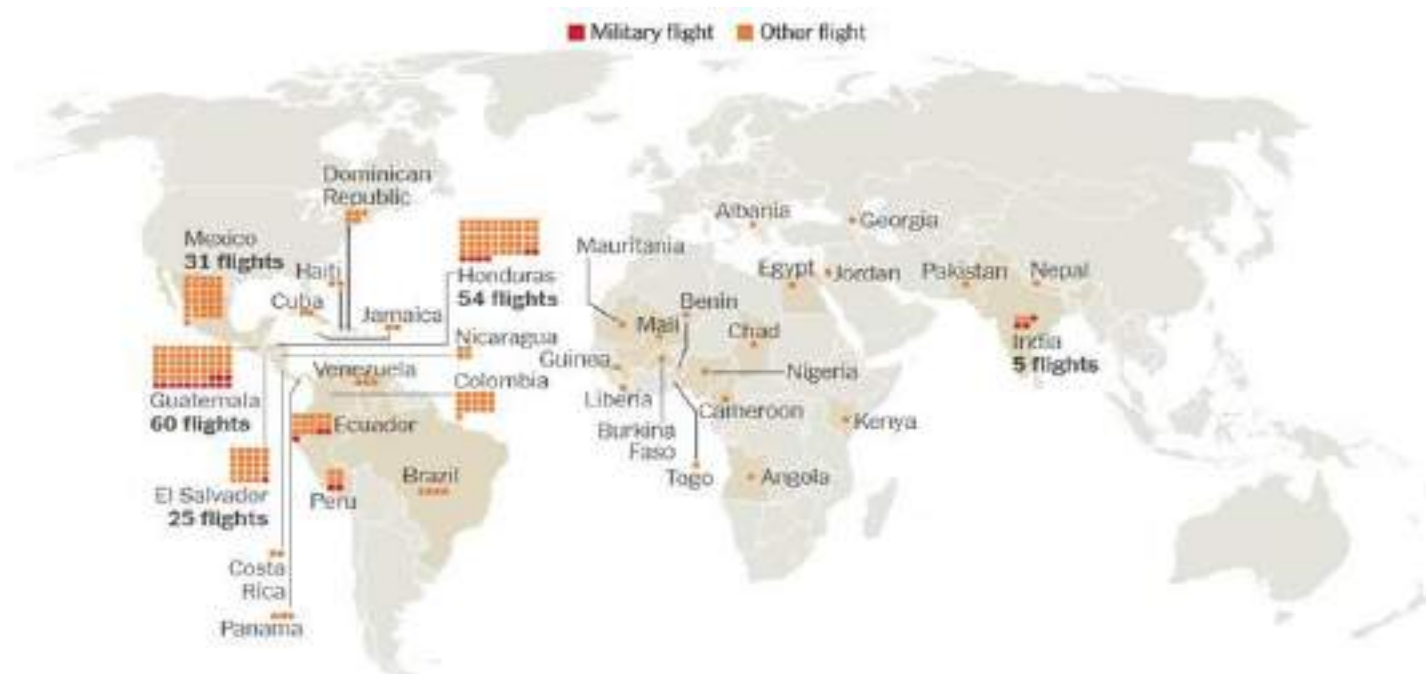 Military flight
Other flight
Dominican
Republic
Mexico
31 flights
Haiti
Cuba
Jamaica
Honduras
54 flights
Nicaragua
Venezuela
Colombia
Guatemala
60 flights
Ecuador
El Salvador
25 flights
Peru
Brazil
Costa
Rica
Panama
Albania
Georgia
Mauritania
Egypt
Jordan
Pakistan
Nepal
Benin
Mali
Chad
India
5 flights
Guinea
Nigeria
Liberia
Cameroon
Kenya
Burkina
Faso
Togo
Angola